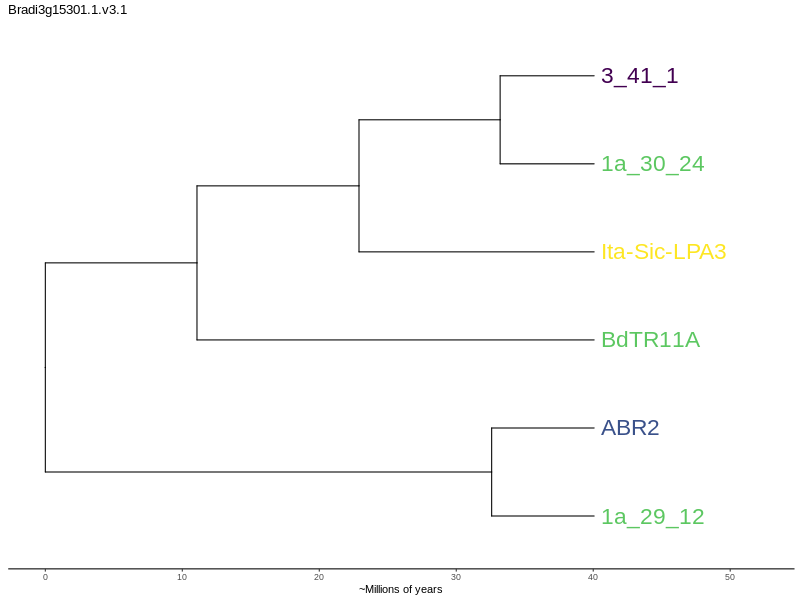 Bradi3g15301.1.v3.1
3_41_1
1a_30_24
Ita-Sic-LPA3
BdTR11A
ABR2
1a_29_12
0 10 20 30 40 50
~Millions of years